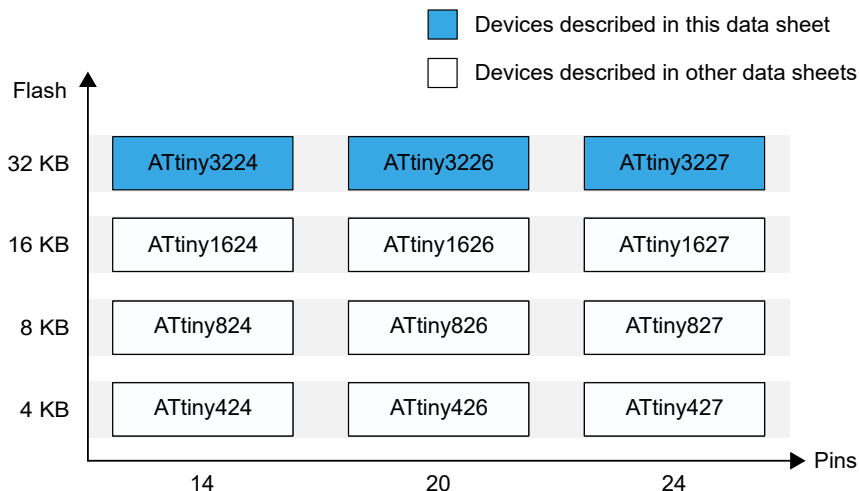 Devices described in this data sheet
Devices described in other data sheets
Flash
32 KB ATtiny3224 ATtiny3226 ATtiny3227
16 KB ATtiny1624 ATtiny1626 ATtiny1627
8 KB ATtiny824 ATtiny826 ATtiny827
4 KB ATtiny424 ATtiny426 ATtiny427
Pins
14 20 24